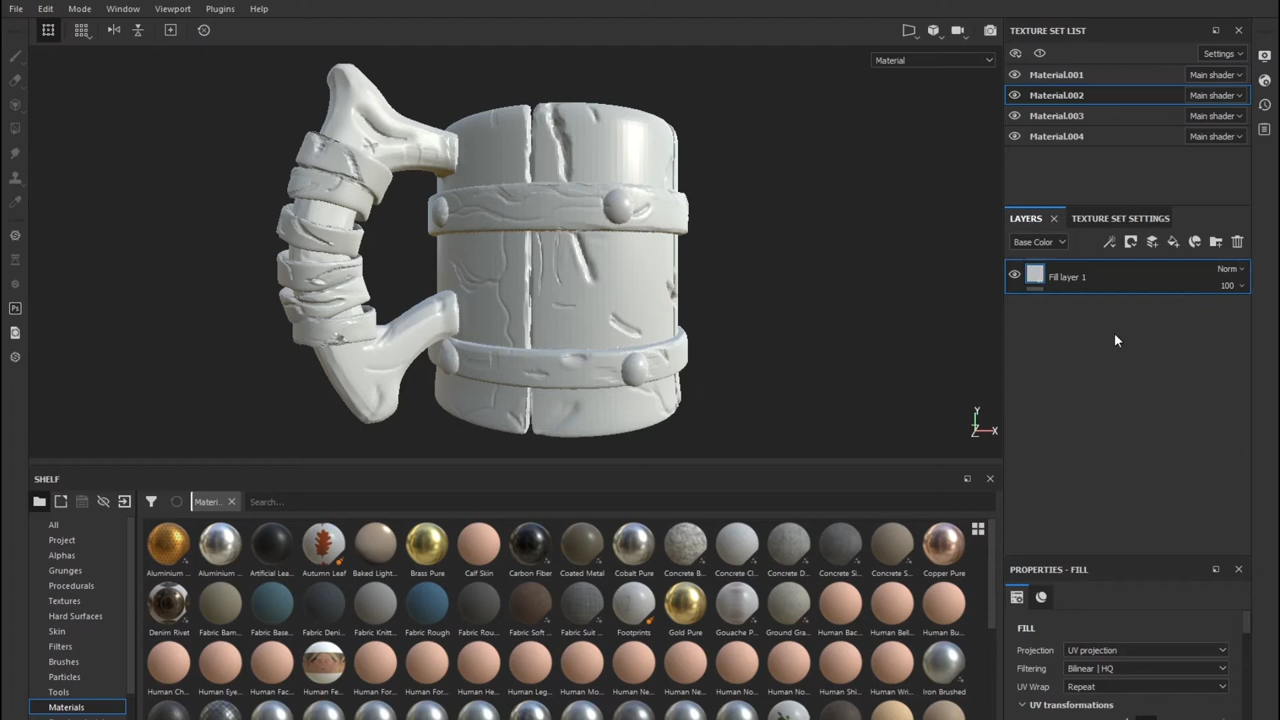 File Edit Mode Window Viewport Plugins Help
TEXTURE SET LIST
Settings
Material
Material.001 Main shader
Material.002 Main shader
Material.003 Main shader
Material.004 Main shader
LAYERS TEXTURE SET SETTINGS
Base Color
Norm
Fill layer 1
100
Ps
Y
Z X
SHELF
Materi.. Search...
All
Project
Alphas
Grunges
Procedurals
Textures
Hard Surfaces
Skin
Filters
Brushes
Particles
Tools
Materials
Aluminium ... Aluminium ... Artificial Lea... Autumn Leaf Baked Light... Brass Pure Calf Skin Carbon Fiber Coated Metal Cobalt Pure Concrete B... Concrete Cl... Concrete D... Concrete Si... Concrete S... Copper Pure
Denim Rivet Fabric Bam... Fabric Base... Fabric Deni... Fabric Knitt... Fabric Rough Fabric Rou... Fabric Soft ... Fabric Suit ... Footprints Gold Pure Gouache P... Ground Gra... Human Bac... Human Bell... Human Bu...
Human Ch... Human Eye... Human Fac... Human Fe... Human For... Human For... Human He... Human Leg... Human Mo... Human Ne... Human Ne... Human No... Human No... Human Shi... Human Wri... Iron Brushed
PROPERTIES - FILL
FILL
Projection UV projection
Filtering Bilinear | HQ
UV Wrap Repeat
UV transformations